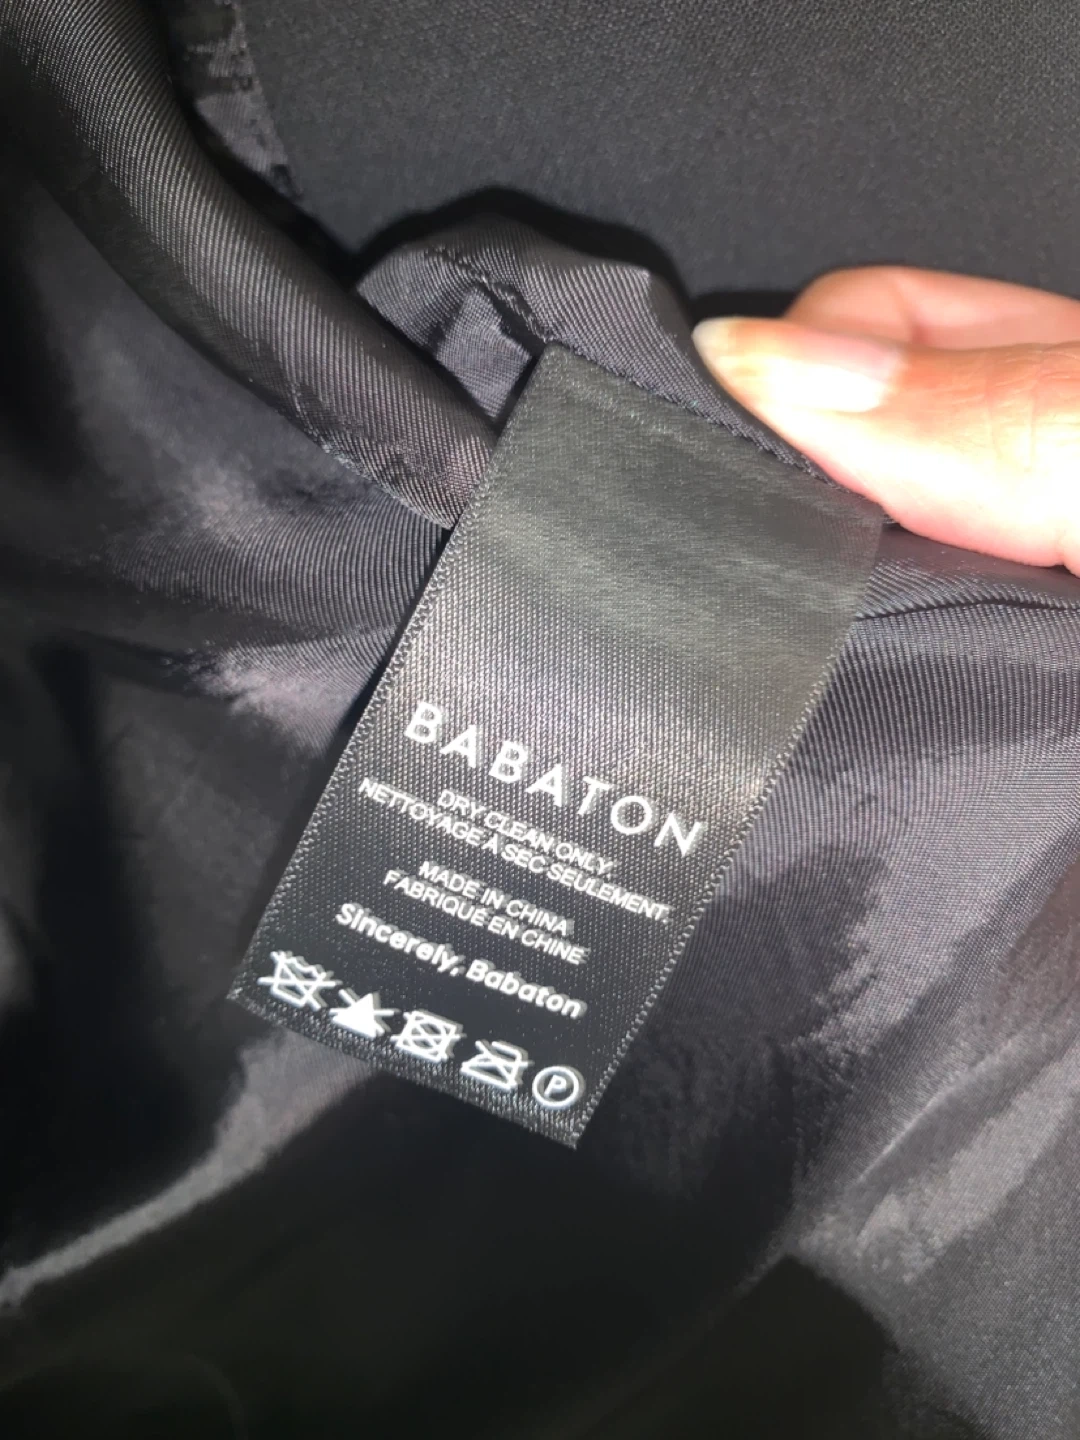 BABATON
DRY CLEAN ONLY
NETTOYAGE À SEC SEULEMENT.
MADE IN CHINA
FABRIQUÉ EN CHINE
Sincerely, Babaton
P